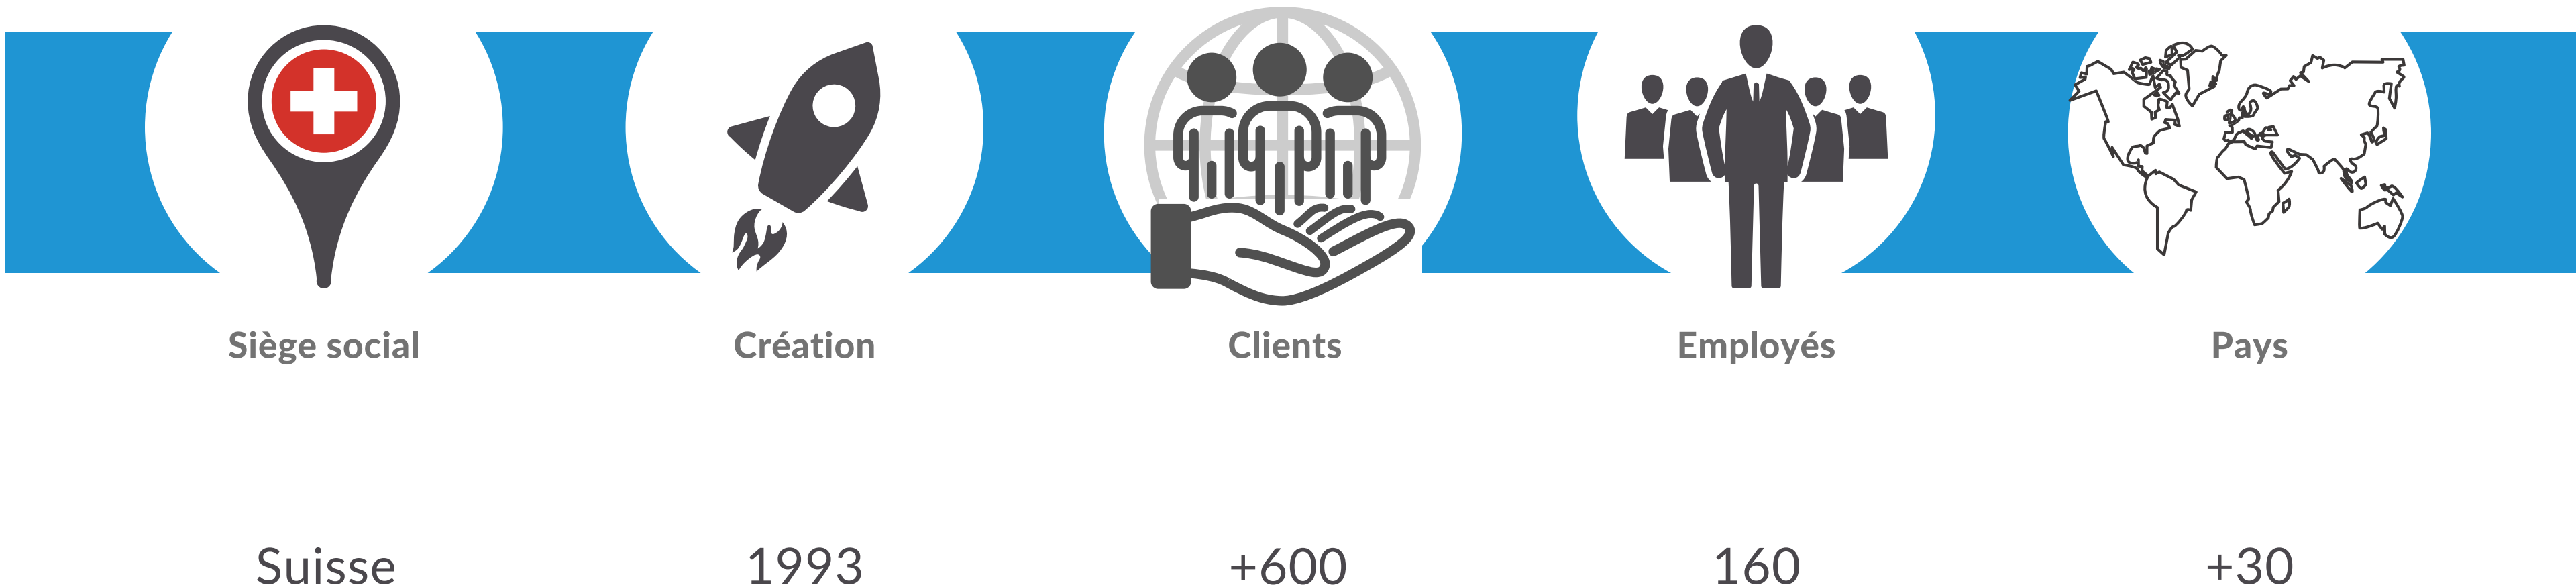 Siège social
Création
Clients
Employés
Pays
Suisse
1993
+600
160
+30